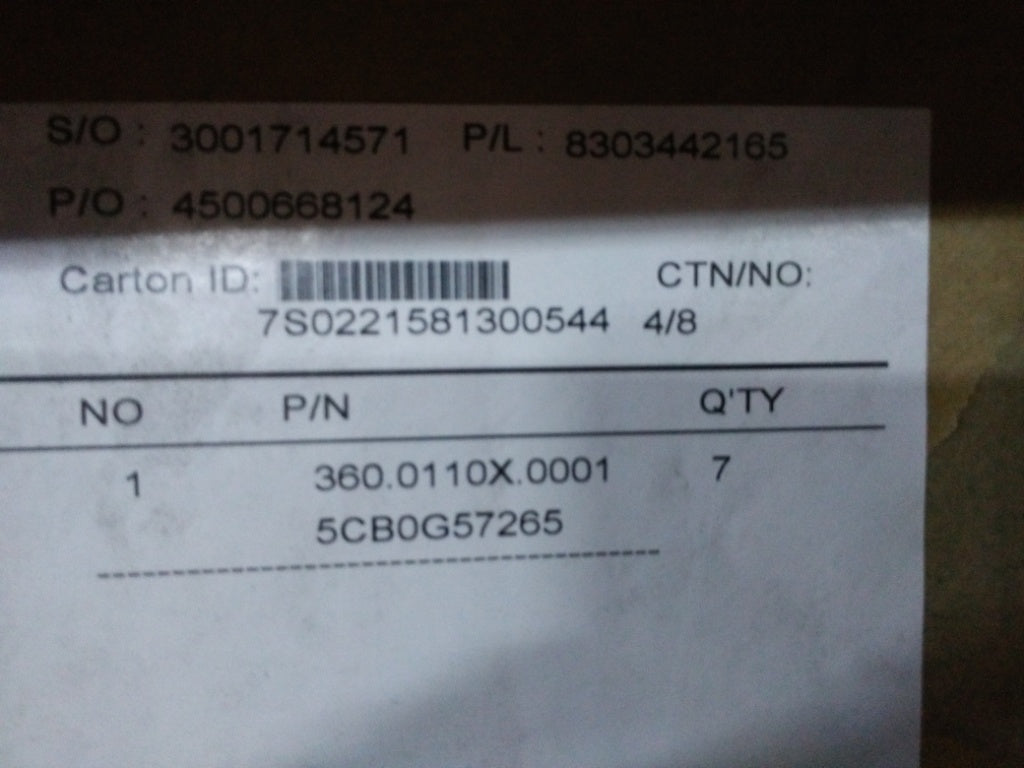 S/O : 3001714571 P/L : 8303442165
P/O : 4500668124
Carton ID: CTN/NO:
7S0221581300544 4/8
NO P/N Q'TY
1 360.0110X.0001 7
5CB0G57265